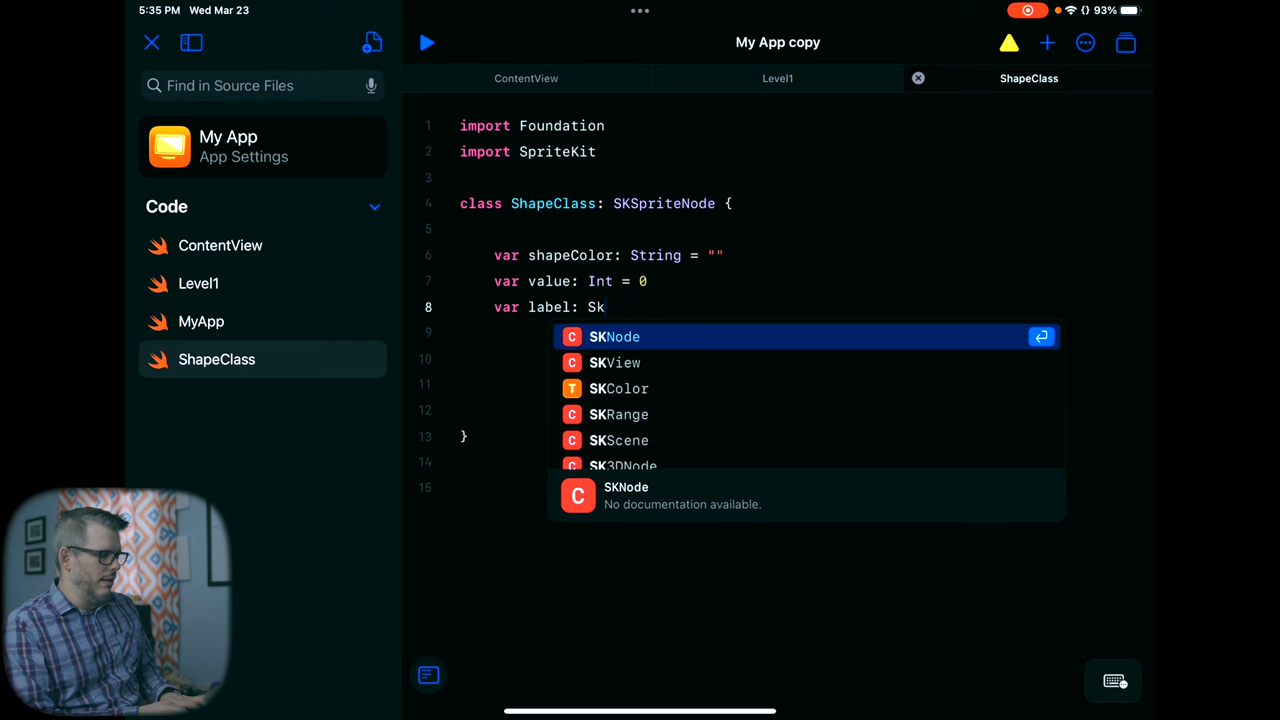 5:35 PM Wed Mar 23
93%
My App copy
Find in Source Files
My App
App Settings
Code
ContentView
Level1
MyApp
ShapeClass
ContentView
Level1
ShapeClass
1 import Foundation
2 import SpriteKit
3
4 class ShapeClass: SKSpriteNode {
5
6 var shapeColor: String = ""
7 var value: Int = 0
8 var label: Sk
9
10
11
12
13 }
14
15
C SKNode
C SKView
T SKColor
C SKRange
C SKScene
C SK3DNode
C SKNode
No documentation available.